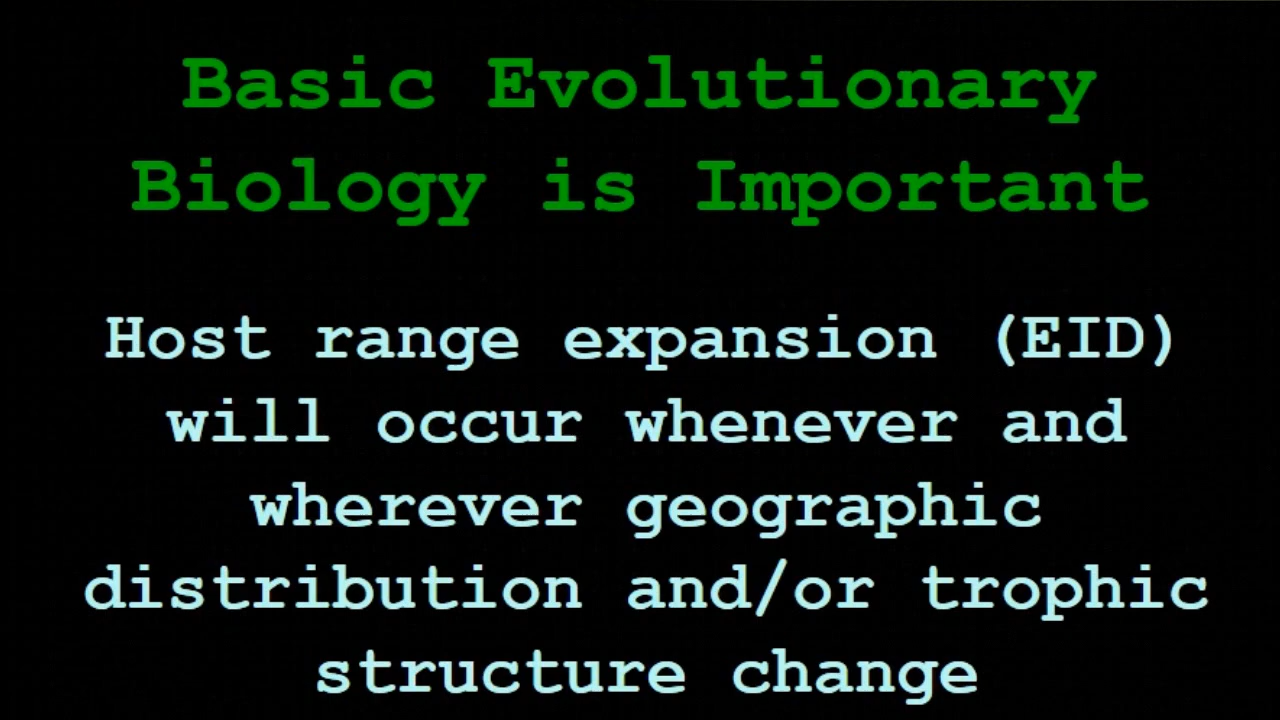 Basic Evolutionary
Biology is Important
Host range expansion (EID)
will occur whenever and
wherever geographic
distribution and/or trophic
structure change